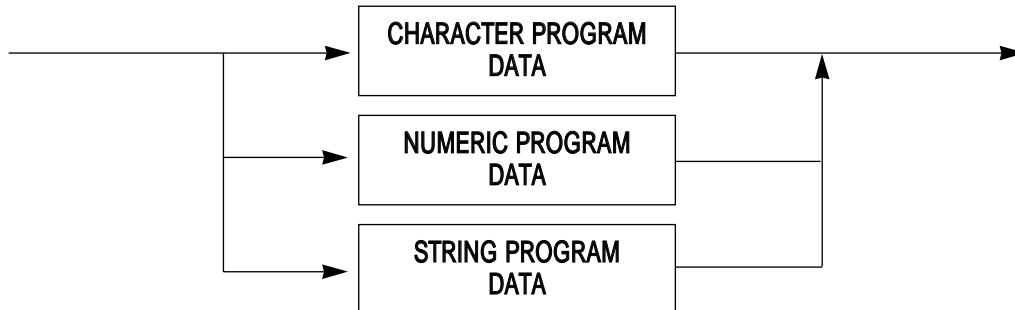 CHARACTER PROGRAM
DATA
NUMERIC PROGRAM
DATA
STRING PROGRAM
DATA